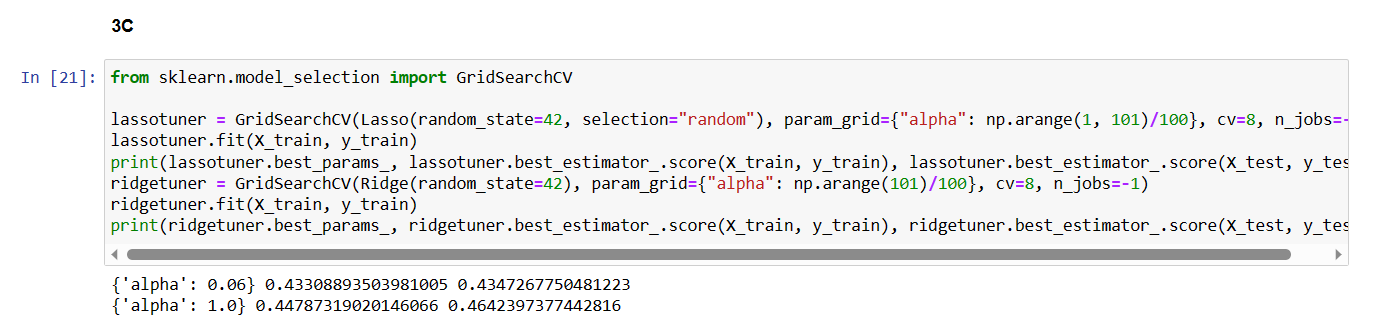 3C
In [21]: from sklearn.model_selection import GridSearchCV
lassotuner = GridSearchCV(Lasso(random_state=42, selection="random"), param_grid={"alpha": np.arange(1, 101)/100}, cv=8, n_jobs=-
lassotuner.fit(X_train, y_train)
print(lassotuner.best_params_, lassotuner.best_estimator_.score(X_train, y_train), lassotuner.best_estimator_.score(X_test, y_tes
ridgetuner = GridSearchCV(Ridge(random_state=42), param_grid={"alpha": np.arange(101)/100}, cv=8, n_jobs=-1)
ridgetuner.fit(X_train, y_train)
print(ridgetuner.best_params_, ridgetuner.best_estimator_.score(X_train, y_train), ridgetuner.best_estimator_.score(X_test, y_tes
{'alpha': 0.06} 0.43308893503981005 0.4347267750481223
{'alpha': 1.0} 0.44787319020146066 0.4642397377442816